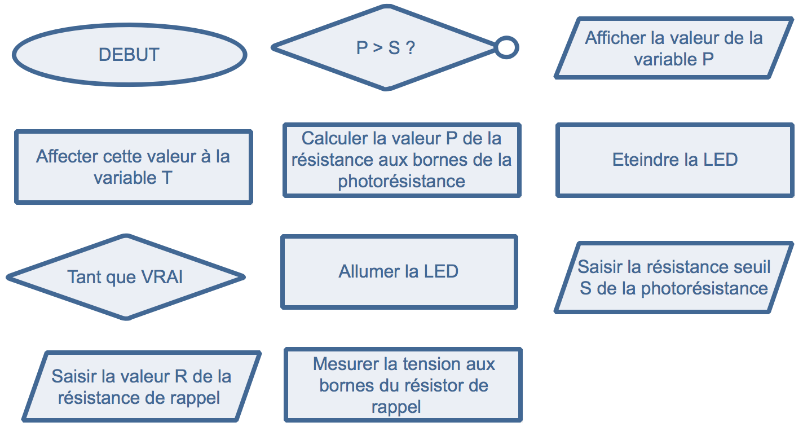 DEBUT
P > S ?
Afficher la valeur de la
variable P
Affecter cette valeur à la
variable T
Calculer la valeur P de la
résistance aux bornes de la
photorésistance
Eteindre la LED
Tant que VRAI
Allumer la LED
Saisir la résistance seuil
S de la photorésistance
Saisir la valeur R de la
résistance de rappel
Mesurer la tension aux
bornes du résistor de
rappel